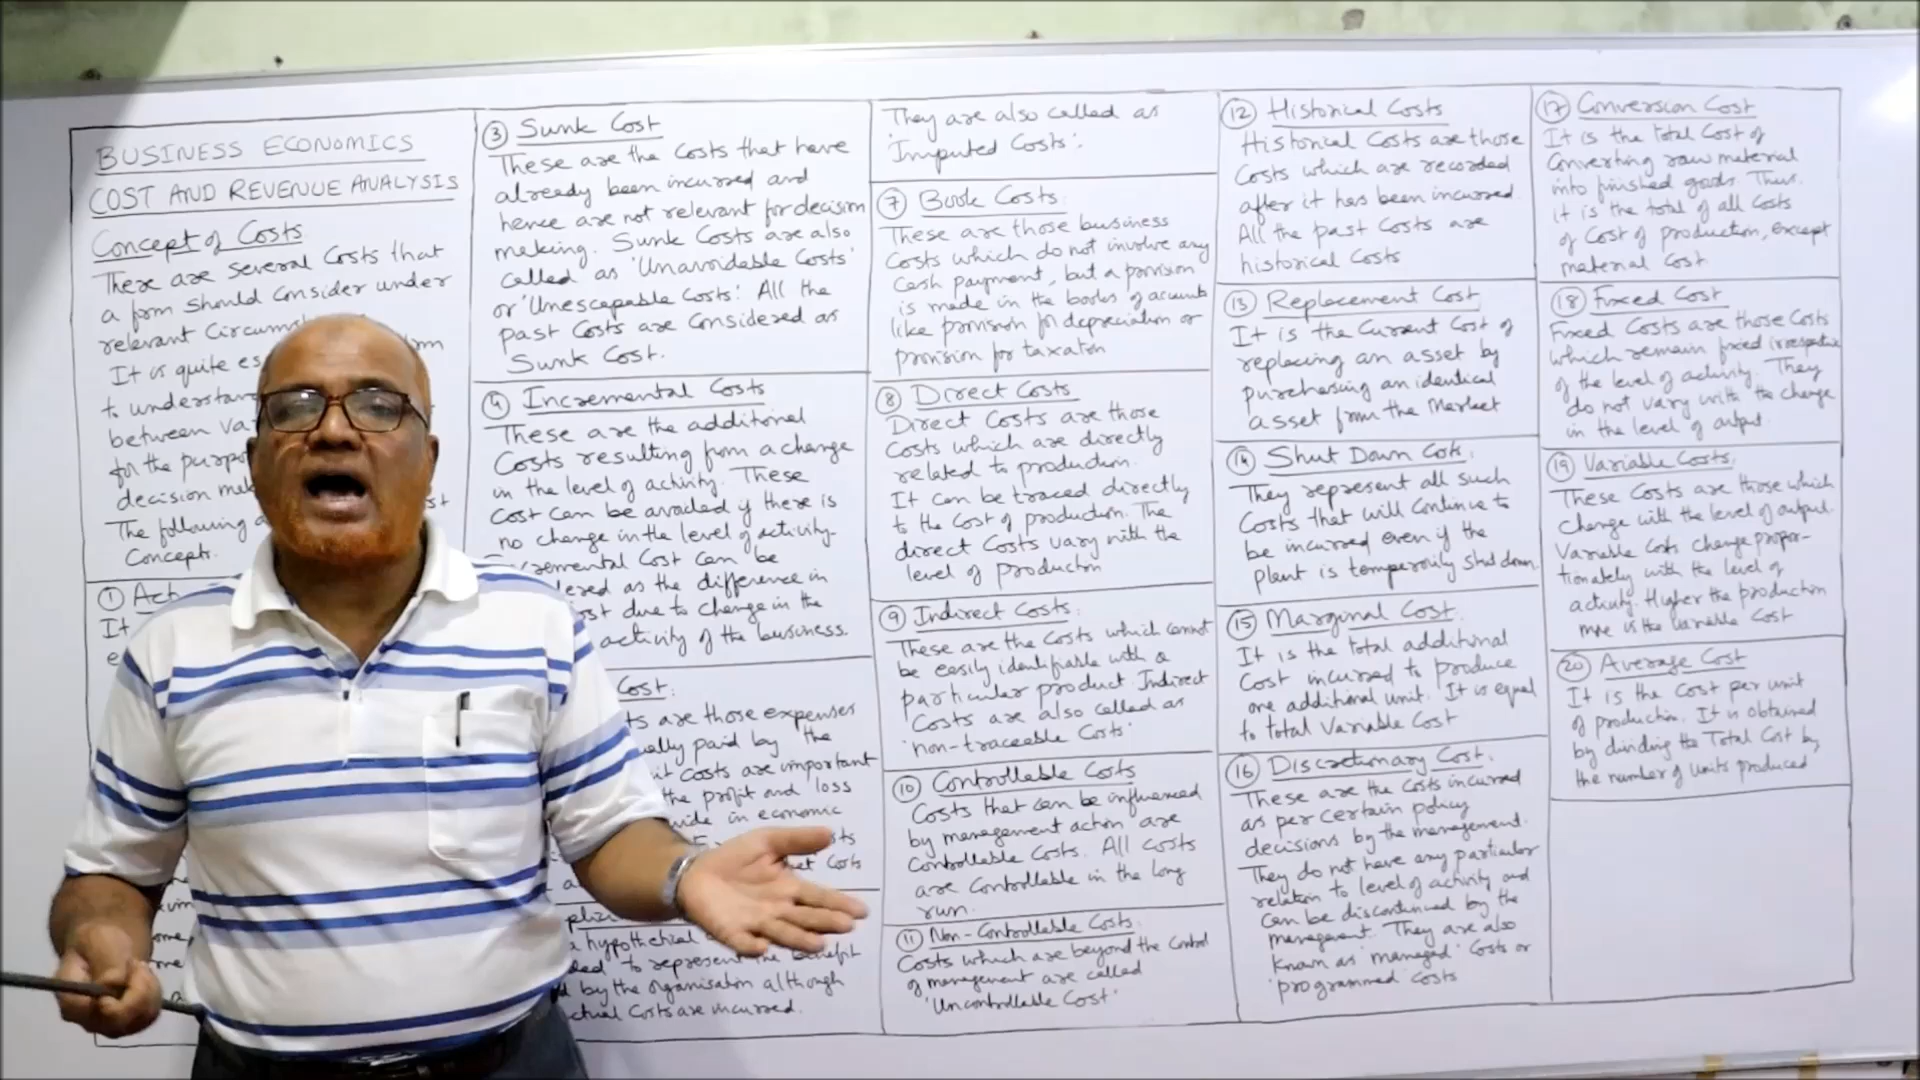 BUSINESS ECONOMICS
COST AND REVENUE ANALYSIS
Concept of Costs
There are several Costs that
a firm should Consider under
relevant
It is quite
to understand
between
for the
decision
The following
Concepts.
①
It
③ Sunk Cost
These are the Costs that have
already been incurred and
hence are not relevant for decision
making. Sunk Costs are also
Called as 'Unavoidable Costs'
or 'Unescapable Costs'. All the
past Costs are Considered as
Sunk Cost.
④ Incremental Costs
These are the additional
Costs resulting from a change
in the level of activity. These
Cost can be avoided if there is
no change in the level of activity.
Cost can be
as the difference in
due to change in the
activity of the business.
Cost:
are those expenses
paid by the
Costs are important
the profit and loss
in economic
Costs
hypothetical
to represent the benefit
by the organisation although
Costs are incurred.
They are also called as
'Imputed Costs'.
⑦ Book Costs:
These are those business
Costs which do not involve any
Cash payment, but a provision
is made in the books of accounts
like provision for depreciation or
provision for taxation
⑧ Direct Costs
Direct Costs are those
Costs which are directly
related to production.
It can be traced directly
to the Cost of production. The
direct Costs vary with the
level of production
⑨ Indirect Costs:
These are the Costs which cannot
be easily identifiable with a
particular product Indirect
Costs are also called as
'non-traceable Costs'
⑩ Controllable Costs
Costs that can be influenced
by management action are
Controllable Costs. All Costs
are Controllable in the long
run.
⑪ Non-Controllable Costs:
Costs which are beyond the Control
of management are called
'Uncontrollable Cost'
⑫ Historical Costs
Historical Costs are those
Costs which are recorded
after it has been incurred.
All the past Costs are
historical Costs
⑬ Replacement Cost
It is the Current Cost of
replacing an asset by
purchasing an identical
asset from the Market
⑭ Shut Down Costs.
They represent all such
Costs that will Continue to
be incurred even if the
plant is temporarily shut down
⑮ Marginal Cost.
It is the total additional
Cost incurred to produce
one additional unit. It is equal
to total Variable Cost
⑯ Discretionary Cost.
These are the Costs incurred
as per certain policy
decisions by the management.
They do not have any particular
relation to level of activity and
can be discontinued by the
management. They are also
known as 'managed' Costs or
'programmed' Costs
⑰ Conversion Cost
It is the total Cost of
Converting raw material
into finished goods. Thus.
it is the total of all Costs
of Cost of production, except
material Cost
⑱ Fixed Cost
Fixed Costs are those Costs
which remain fixed irrespective
of the level of activity. They
do not vary with the change
in the level of output.
⑲ Variable Costs
These Costs are those which
change with the level of output.
Variable Costs change propor-
tionately with the level of
activity. Higher the production
more is the Variable Cost
⑳ Average Cost
It is the Cost per unit
of production. It is obtained
by dividing the Total Cost by
the number of units produced